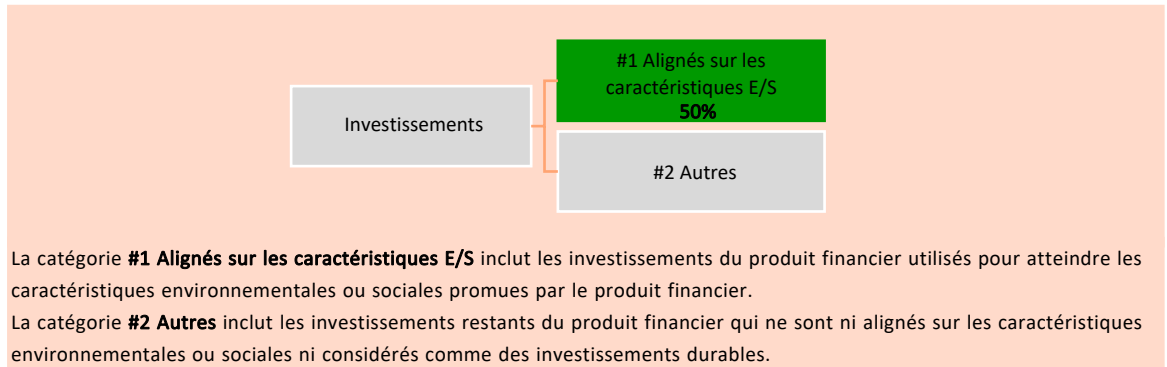 #1 Alignés sur les
caractéristiques E/S
50%
Investissements
#2 Autres
La catégorie #1 Alignés sur les caractéristiques E/S inclut les investissements du produit financier utilisés pour atteindre les
caractéristiques environnementales ou sociales promues par le produit financier.
La catégorie #2 Autres inclut les investissements restants du produit financier qui ne sont ni alignés sur les caractéristiques
environnementales ou sociales ni considérés comme des investissements durables.